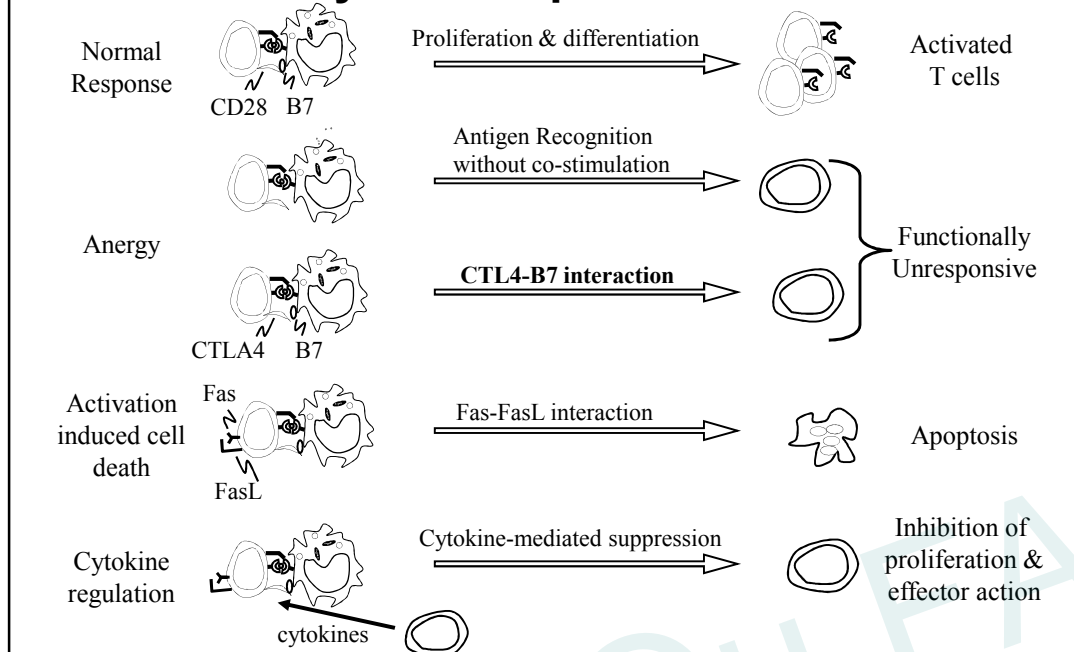 Normal
Response
CD28 B7
Proliferation & differentiation
Activated
T cells
Anergy
Antigen Recognition
without co-stimulation
CTL4-B7 interaction
CTLA4 B7
Functionally
Unresponsive
Activation
induced cell
death
Fas
FasL
Fas-FasL interaction
Apoptosis
Cytokine
regulation
Cytokine-mediated suppression
cytokines
Inhibition of
proliferation &
effector action